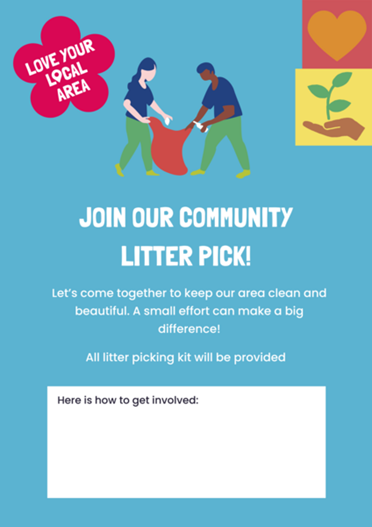 LOVE YOUR
LOCAL
AREA
JOIN OUR COMMUNITY
LITTER PICK!
Let's come together to keep our area clean and
beautiful. A small effort can make a big
difference!
All litter picking kit will be provided
Here is how to get involved: